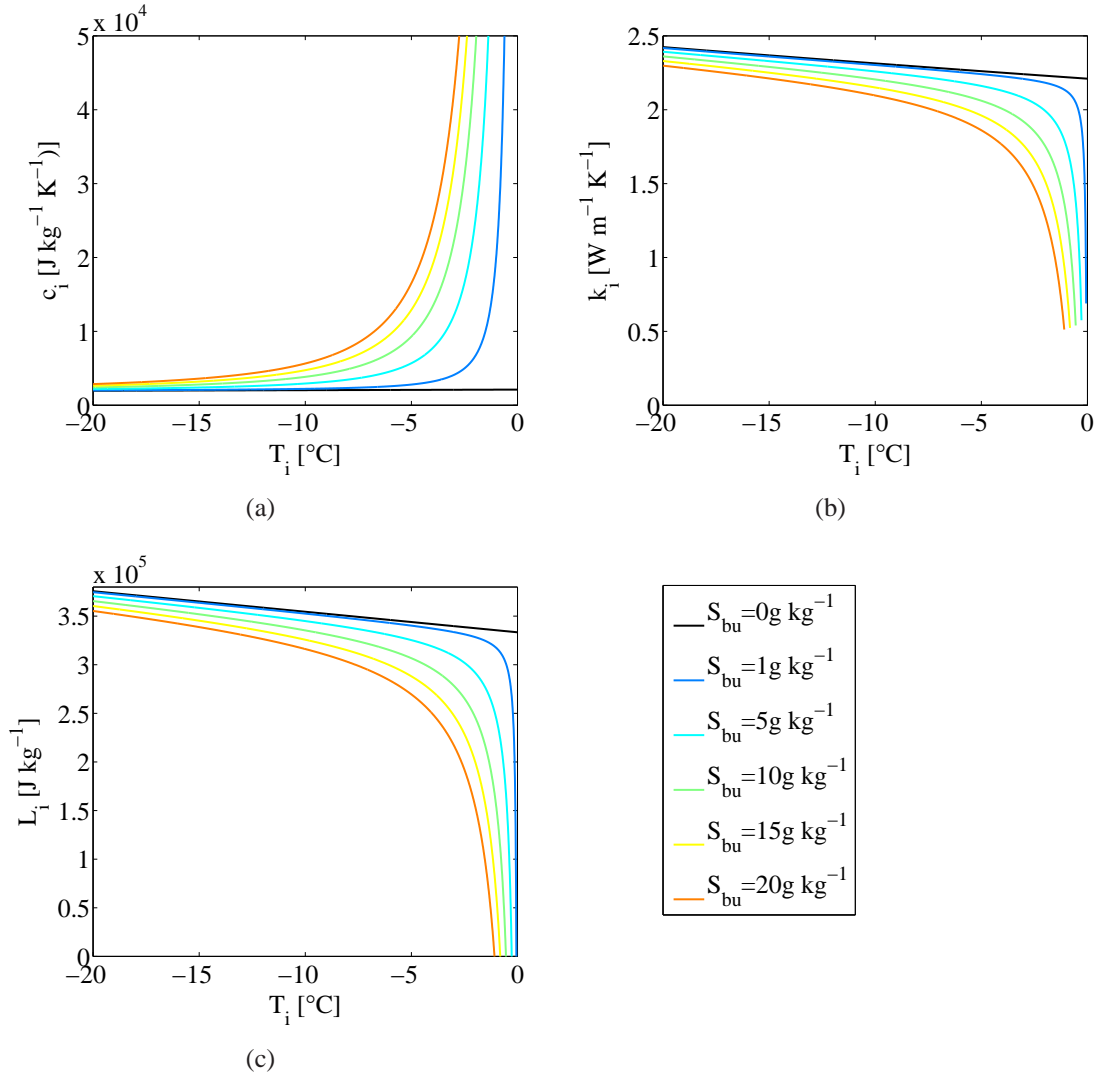 x 10⁴
5
4
3
2
1
0
−20 −15 −10 −5 0
c_i [J kg⁻¹ K⁻¹)]
T_i [°C]
(a)
2.5
2
1.5
1
0.5
0
−20 −15 −10 −5 0
k_i [W m⁻¹ K⁻¹]
T_i [°C]
(b)
x 10⁵
3.5
3
2.5
2
1.5
1
0.5
0
−20 −15 −10 −5 0
L_i [J kg⁻¹]
T_i [°C]
(c)
S_bu=0g kg⁻¹
S_bu=1g kg⁻¹
S_bu=5g kg⁻¹
S_bu=10g kg⁻¹
S_bu=15g kg⁻¹
S_bu=20g kg⁻¹